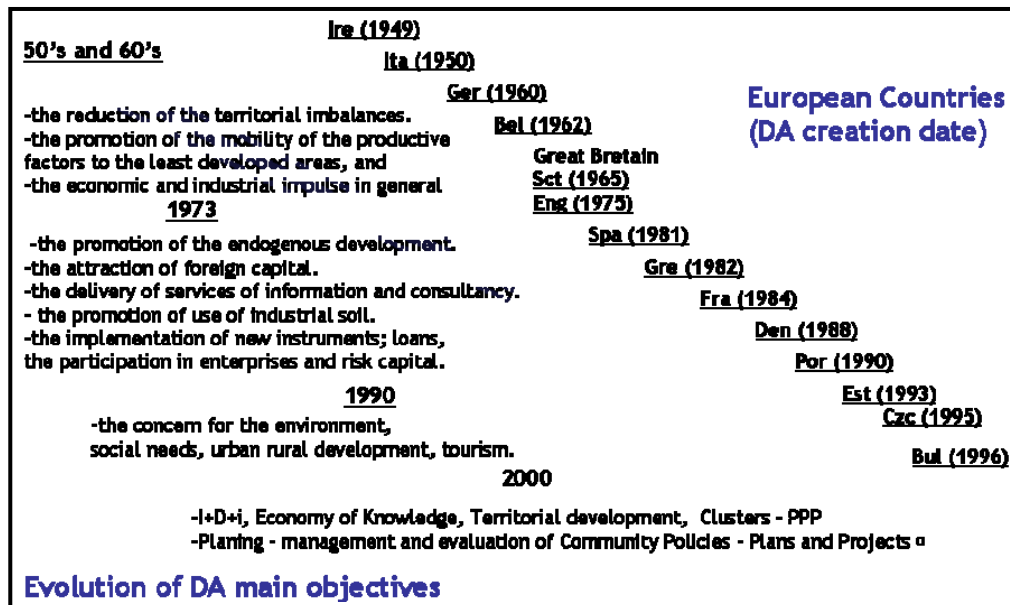 Ire (1949)
50's and 60's
Ita (1950)
Ger (1960)
European Countries
(DA creation date)
-the reduction of the territorial imbalances.
-the promotion of the mobility of the productive
factors to the least developed areas, and
-the economic and industrial impulse in general
Bel (1962)
Great Bretain
Sct (1965)
Eng (1975)
1973
Spa (1981)
-the promotion of the endogenous development.
-the attraction of foreign capital.
-the delivery of services of information and consultancy.
- the promotion of use of industrial soil.
-the implementation of new instruments; loans,
the participation in enterprises and risk capital.
Gre (1982)
Fra (1984)
Den (1988)
Por (1990)
1990
Est (1993)
Czc (1995)
-the concern for the environment,
social needs, urban rural development, tourism.
Bul (1996)
2000
-I+D+i, Economy of Knowledge, Territorial development, Clusters - PPP
-Planing - management and evaluation of Community Policies - Plans and Projects ¤
Evolution of DA main objectives